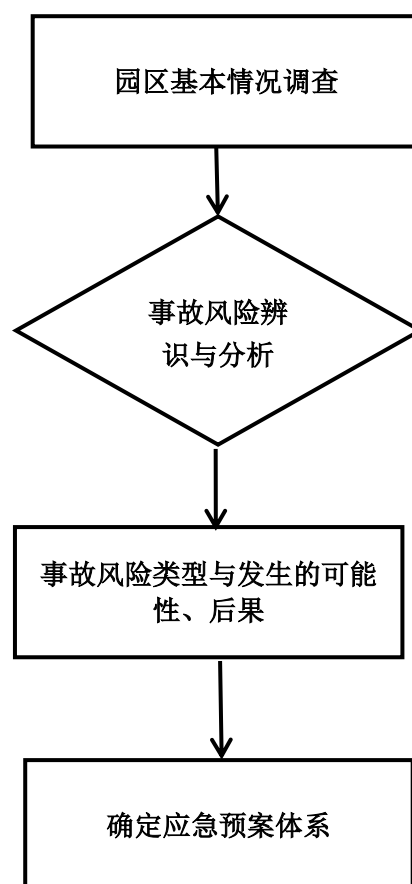 园区基本情况调查
事故风险辨
识与分析
事故风险类型与发生的可能
性、后果
确定应急预案体系